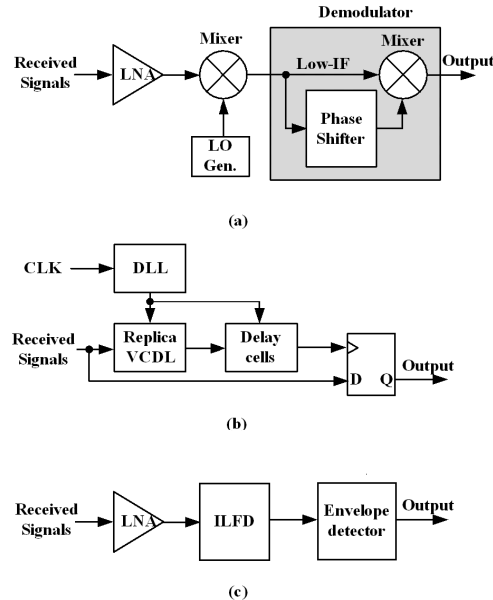 Demodulator
Mixer
Mixer
Received
Signals
LNA
Low-IF
Output
Phase
Shifter
LO
Gen.
(a)
CLK
DLL
Received
Signals
Replica
VCDL
Delay
cells
D Q
Output
(b)
Received
Signals
LNA
ILFD
Envelope
detector
Output
(c)